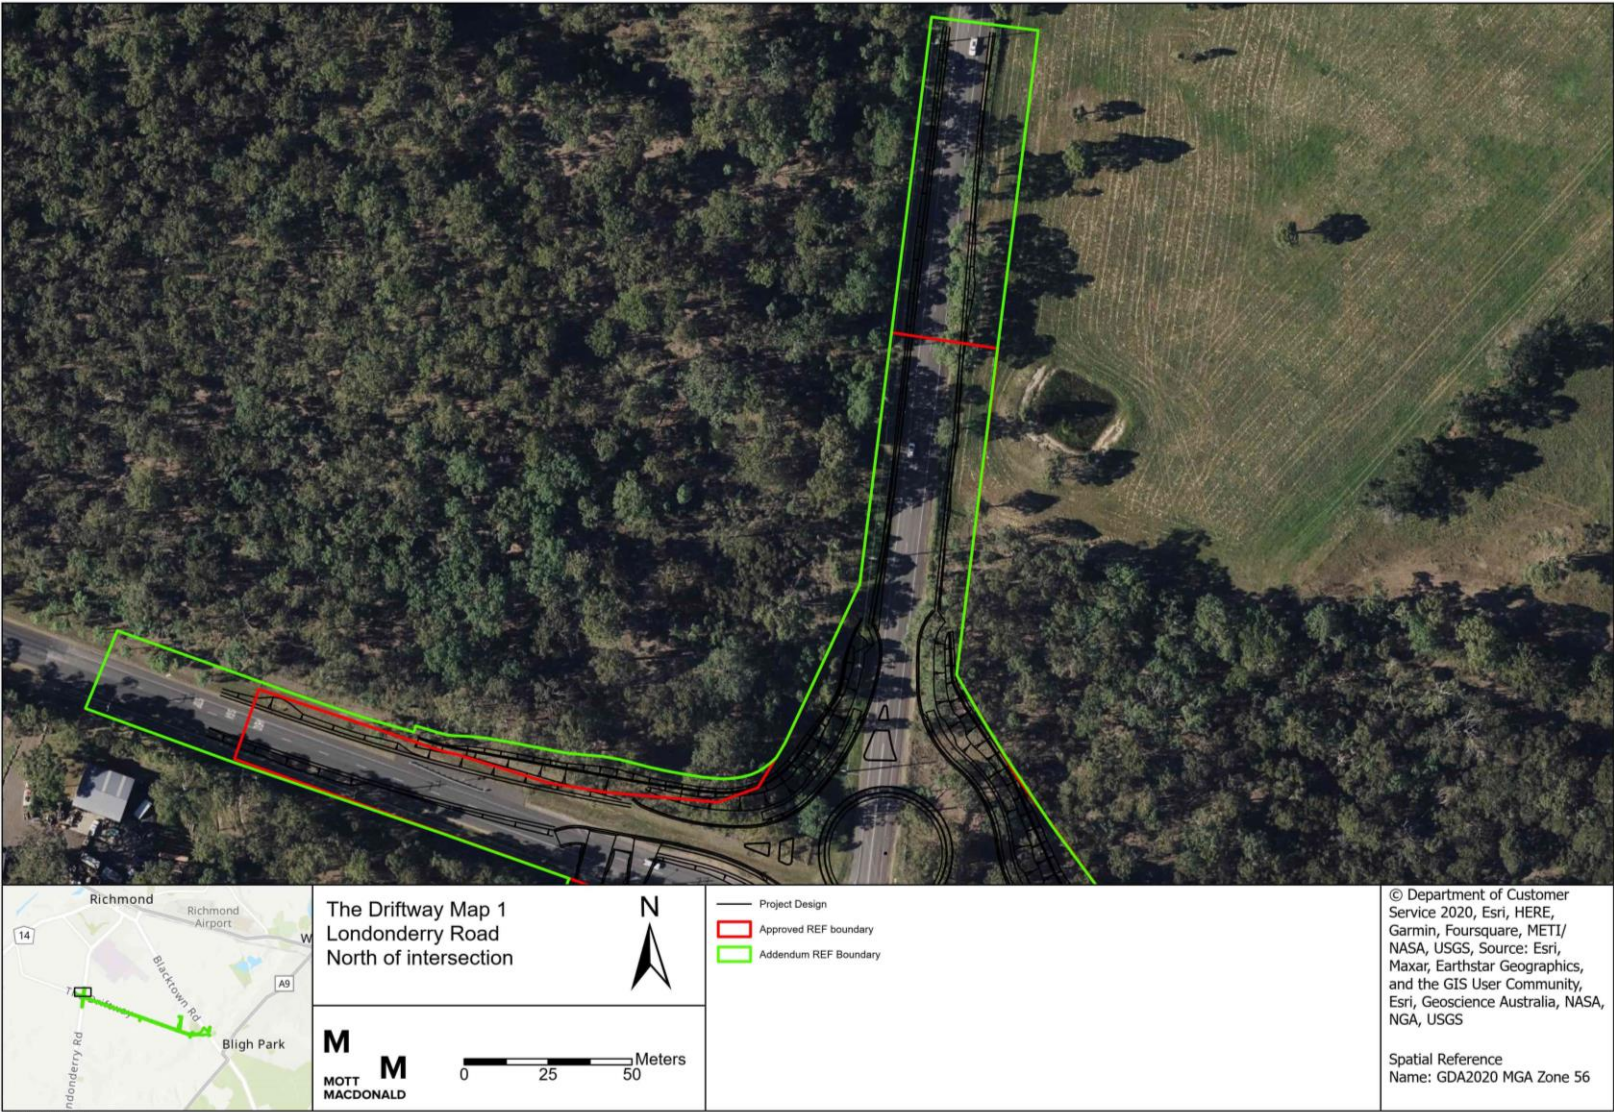 Richmond
Richmond
Airport
14
W
A9
Blacktown Rd
Bligh Park
ndonderry Rd
The Driftway Map 1
Londonderry Road
North of intersection
N
M
M
MOTT
MACDONALD
Meters
0 25 50
Project Design
Approved REF boundary
Addendum REF Boundary
© Department of Customer
Service 2020, Esri, HERE,
Garmin, Foursquare, METI/
NASA, USGS, Source: Esri,
Maxar, Earthstar Geographics,
and the GIS User Community,
Esri, Geoscience Australia, NASA,
NGA, USGS
Spatial Reference
Name: GDA2020 MGA Zone 56